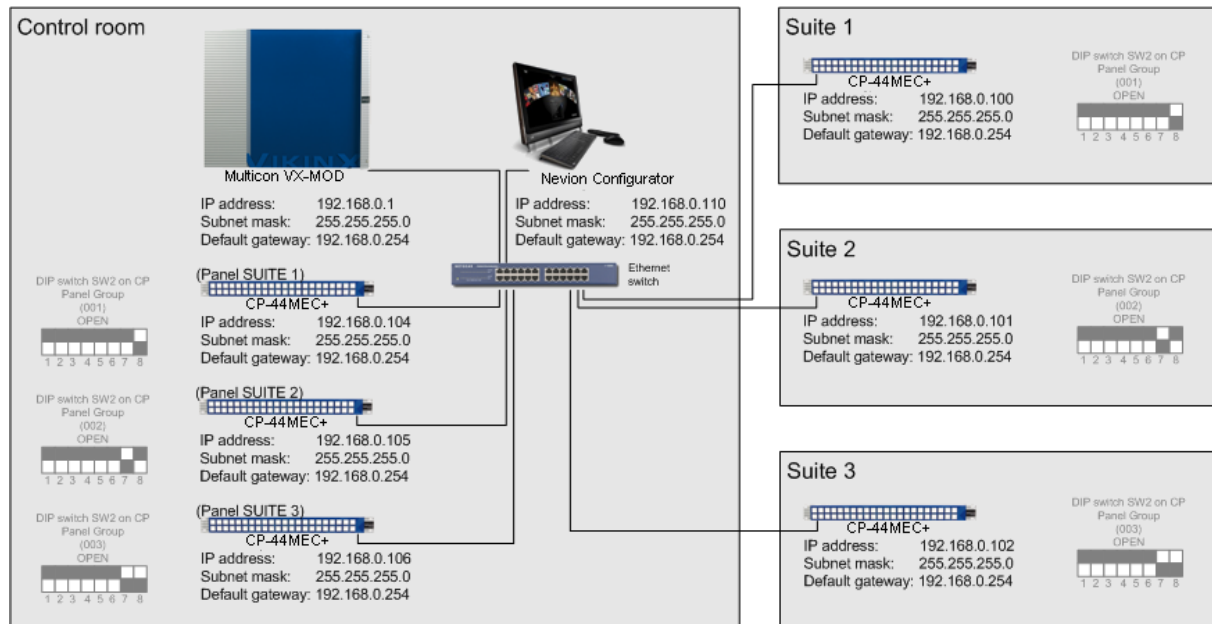 Control room
VIKINX
Multicon VX-MOD
IP address: 192.168.0.1
Subnet mask: 255.255.255.0
Default gateway: 192.168.0.254
Nevion Configurator
IP address: 192.168.0.110
Subnet mask: 255.255.255.0
Default gateway: 192.168.0.254
Ethernet
switch
DIP switch SW2 on CP
Panel Group
(001)
OPEN
1 2 3 4 5 6 7 8
(Panel SUITE 1)
CP-44MEC+
IP address: 192.168.0.104
Subnet mask: 255.255.255.0
Default gateway: 192.168.0.254
DIP switch SW2 on CP
Panel Group
(002)
OPEN
1 2 3 4 5 6 7 8
(Panel SUITE 2)
CP-44MEC+
IP address: 192.168.0.105
Subnet mask: 255.255.255.0
Default gateway: 192.168.0.254
DIP switch SW2 on CP
Panel Group
(003)
OPEN
1 2 3 4 5 6 7 8
(Panel SUITE 3)
CP-44MEC+
IP address: 192.168.0.106
Subnet mask: 255.255.255.0
Default gateway: 192.168.0.254
Suite 1
CP-44MEC+
IP address: 192.168.0.100
Subnet mask: 255.255.255.0
Default gateway: 192.168.0.254
DIP switch SW2 on CP
Panel Group
(001)
OPEN
1 2 3 4 5 6 7 8
Suite 2
CP-44MEC+
IP address: 192.168.0.101
Subnet mask: 255.255.255.0
Default gateway: 192.168.0.254
DIP switch SW2 on CP
Panel Group
(002)
OPEN
1 2 3 4 5 6 7 8
Suite 3
CP-44MEC+
IP address: 192.168.0.102
Subnet mask: 255.255.255.0
Default gateway: 192.168.0.254
DIP switch SW2 on CP
Panel Group
(003)
OPEN
1 2 3 4 5 6 7 8